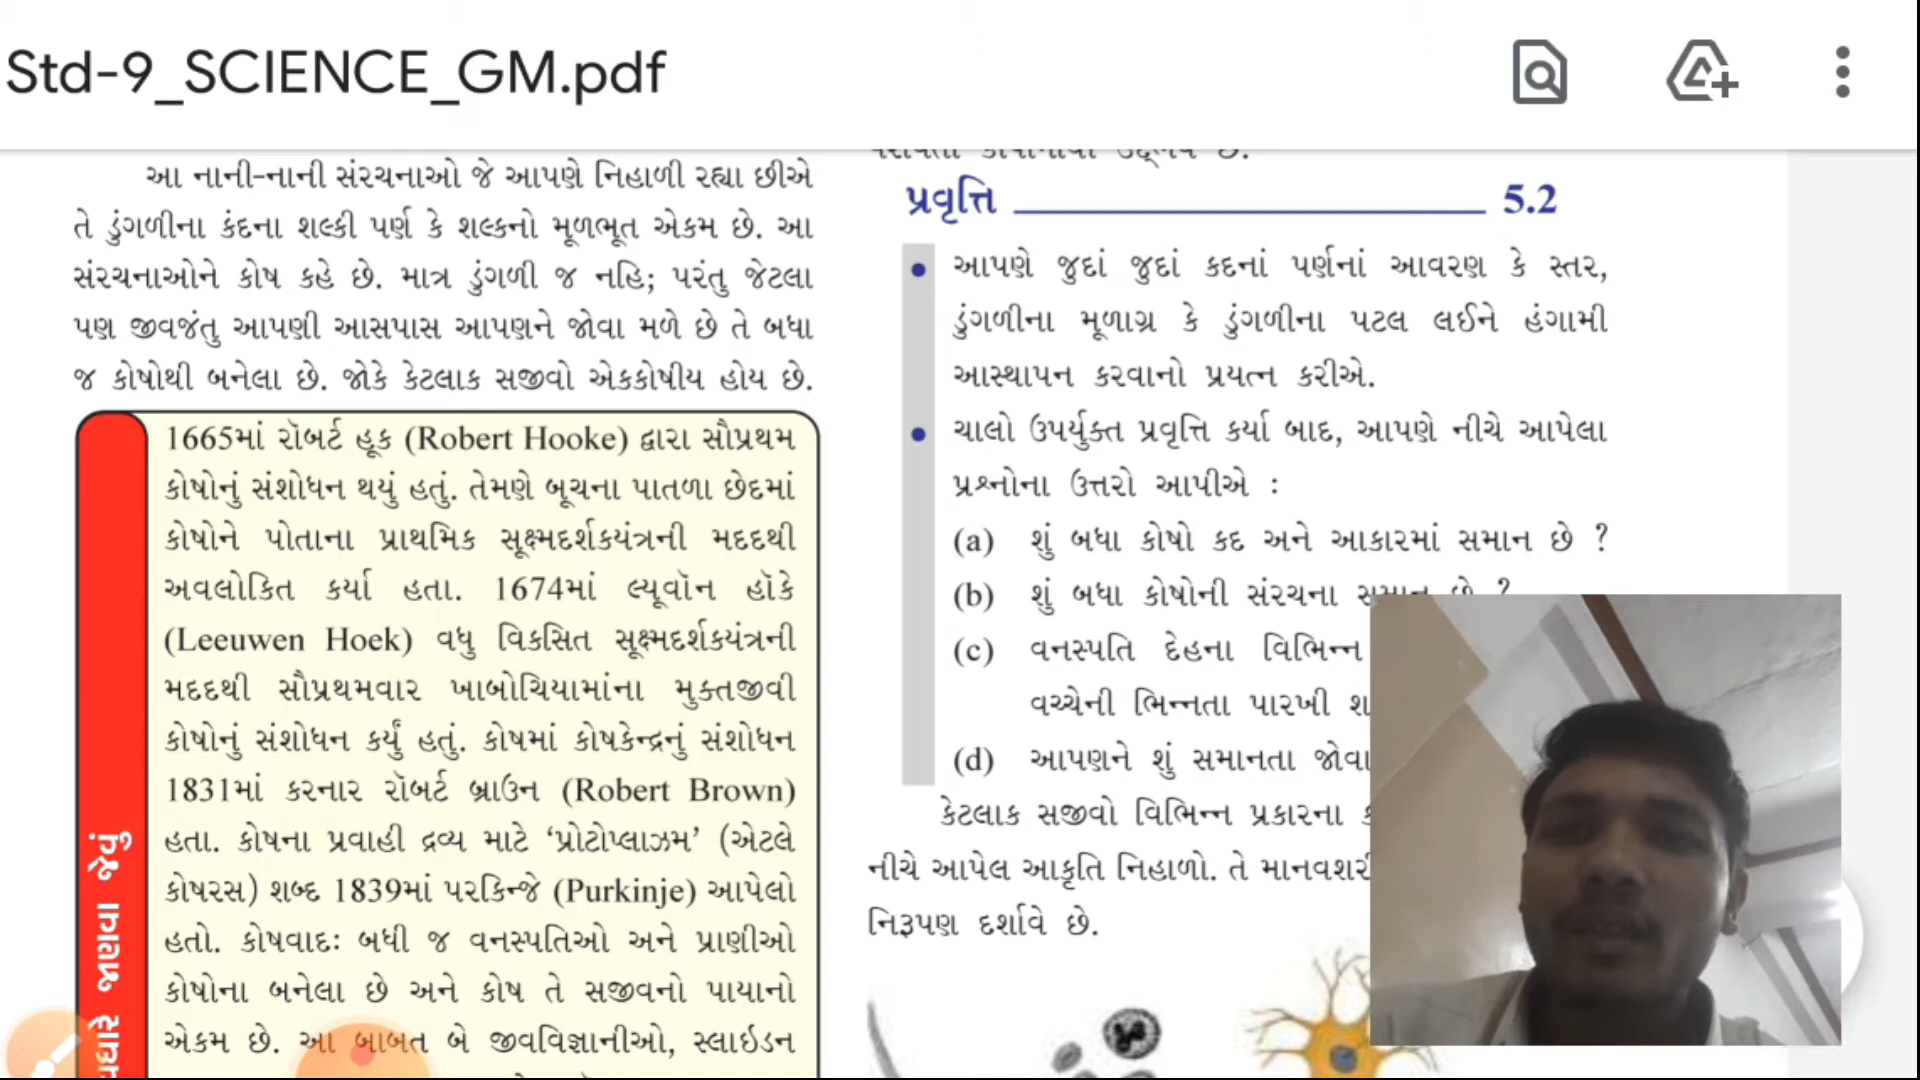 Std-9_SCIENCE_GM.pdf
આ નાની-નાની સંરચનાઓ જે આપણે નિહાળી રહ્યા છીએ
તે ડુંગળીના કંદના શલ્કી પર્ણ કે શલ્કનો મૂળભૂત એકમ છે. આ
સંરચનાઓને કોષ કહે છે. માત્ર ડુંગળી જ નહિ; પરંતુ જેટલા
પણ જીવજંતુ આપણી આસપાસ આપણને જોવા મળે છે તે બધા
જ કોષોથી બનેલા છે. જોકે કેટલાક સજીવો એકકોષીય હોય છે.
વધારે જાણવા જેવું
1665માં રૉબર્ટ હૂક (Robert Hooke) દ્વારા સૌપ્રથમ
કોષોનું સંશોધન થયું હતું. તેમણે બૂચના પાતળા છેદમાં
કોષોને પોતાના પ્રાથમિક સૂક્ષ્મદર્શકયંત્રની મદદથી
અવલોકિત કર્યા હતા. 1674માં લ્યૂવૉન હૉકે
(Leeuwen Hoek) વધુ વિકસિત સૂક્ષ્મદર્શકયંત્રની
મદદથી સૌપ્રથમવાર ખાબોચિયામાંના મુક્તજીવી
કોષોનું સંશોધન કર્યું હતું. કોષમાં કોષકેન્દ્રનું સંશોધન
1831માં કરનાર રૉબર્ટ બ્રાઉન (Robert Brown)
હતા. કોષના પ્રવાહી દ્રવ્ય માટે ‘પ્રોટોપ્લાઝમ’ (એટલે
કોષરસ) શબ્દ 1839માં પરકિન્જે (Purkinje) આપેલો
હતો. કોષવાદઃ બધી જ વનસ્પતિઓ અને પ્રાણીઓ
કોષોના બનેલા છે અને કોષ તે સજીવનો પાયાનો
એકમ છે. આ બાબત બે જીવવિજ્ઞાનીઓ, સ્લાઇડન
પ્રવૃત્તિ 5.2
• આપણે જુદાં જુદાં કદનાં પર્ણનાં આવરણ કે સ્તર,
ડુંગળીના મૂળાગ્ર કે ડુંગળીના પટલ લઈને હંગામી
આસ્થાપન કરવાનો પ્રયત્ન કરીએ.
• ચાલો ઉપર્યુક્ત પ્રવૃત્તિ કર્યા બાદ, આપણે નીચે આપેલા
પ્રશ્નોના ઉત્તરો આપીએ :
(a) શું બધા કોષો કદ અને આકારમાં સમાન છે ?
(b) શું બધા કોષોની સંરચના સમાન છે ?
(c) વનસ્પતિ દેહના વિભિન્ન
વચ્ચેની ભિન્નતા પારખી
(d) આપણને શું સમાનતા
કેટલાક સજીવો વિભિન્ન પ્રકારના
નીચે આપેલ આકૃતિ નિહાળો. તે
નિરૂપણ દર્શાવે છે.